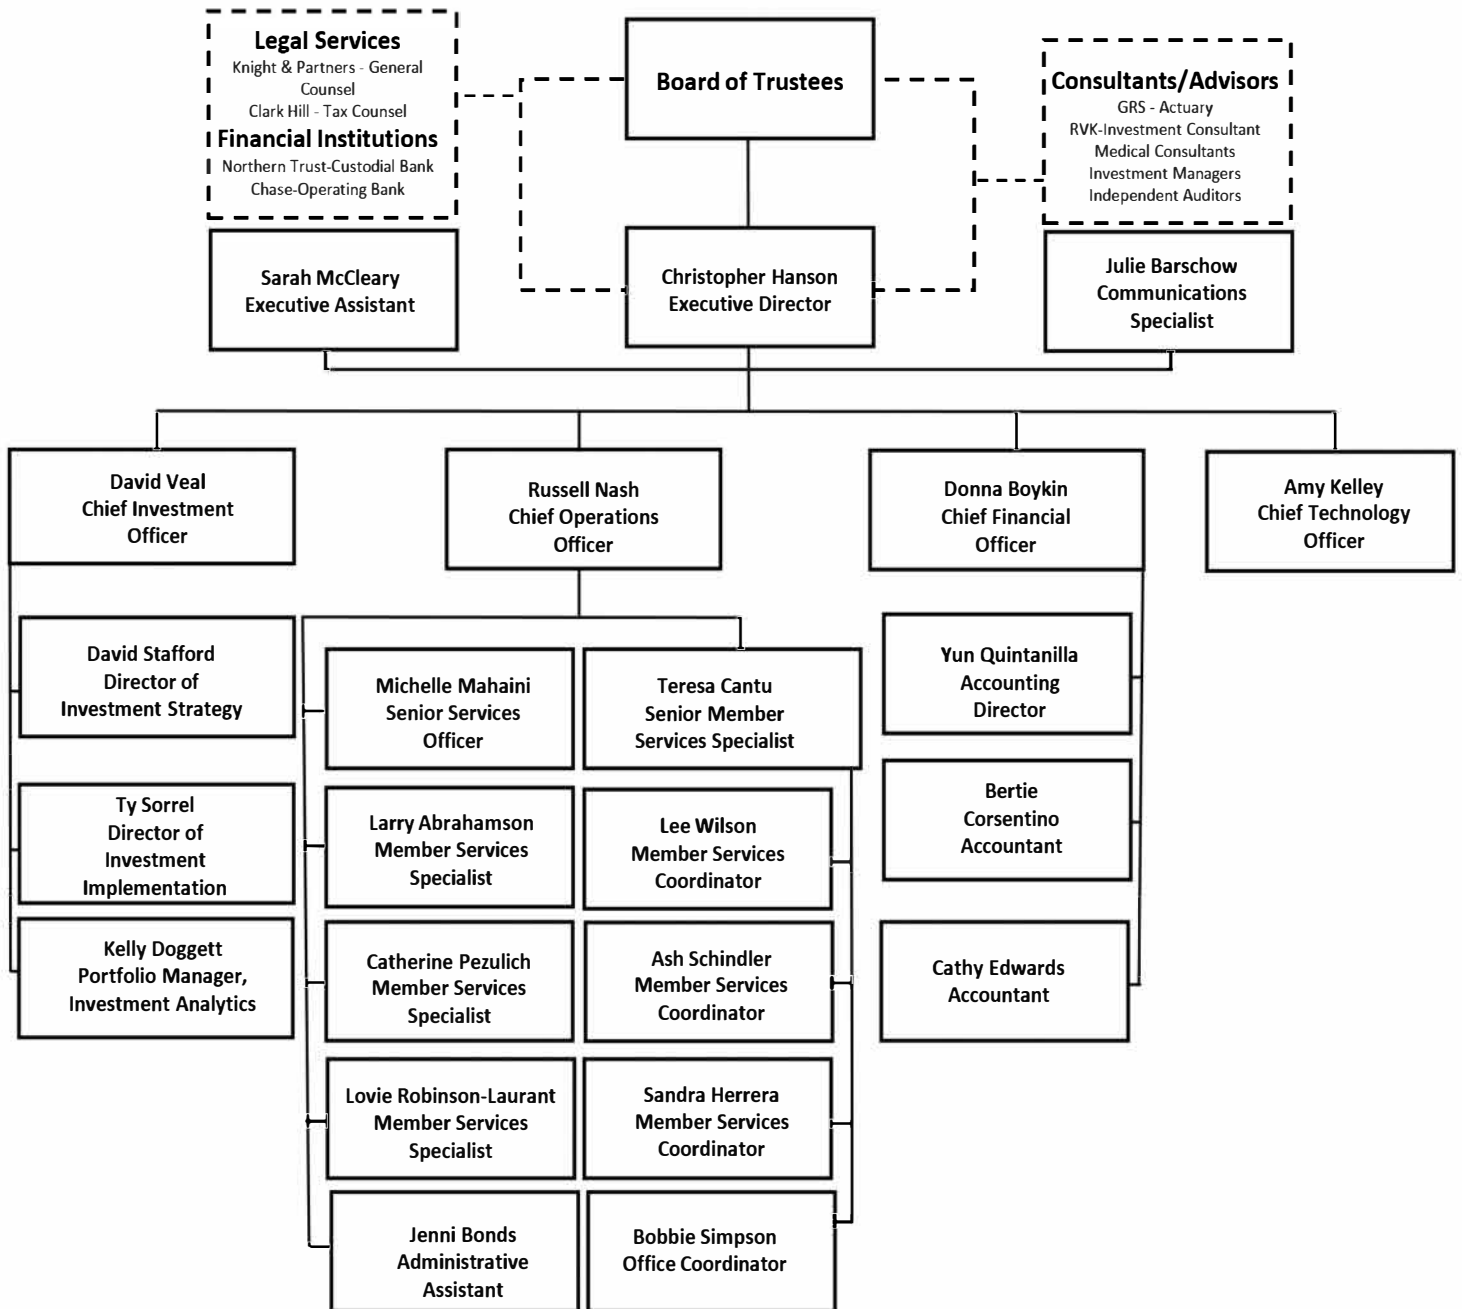 Legal Services
Knight & Partners - General
Counsel
Clark Hill - Tax Counsel
Financial Institutions
Northern Trust-Custodial Bank
Chase-Operating Bank
Board of Trustees
Consultants/Advisors
GRS - Actuary
RVK-Investment Consultant
Medical Consultants
Investment Managers
Independent Auditors
Sarah McCleary
Executive Assistant
Christopher Hanson
Executive Director
Julie Barschow
Communications
Specialist
David Veal
Chief Investment
Officer
Russell Nash
Chief Operations
Officer
Donna Boykin
Chief Financial
Officer
Amy Kelley
Chief Technology
Officer
David Stafford
Director of
Investment Strategy
Ty Sorrel
Director of
Investment
Implementation
Kelly Doggett
Portfolio Manager,
Investment Analytics
Michelle Mahaini
Senior Services
Officer
Larry Abrahamson
Member Services
Specialist
Catherine Pezulich
Member Services
Specialist
Lovie Robinson-Laurant
Member Services
Specialist
Jenni Bonds
Administrative
Assistant
Teresa Cantu
Senior Member
Services Specialist
Lee Wilson
Member Services
Coordinator
Ash Schindler
Member Services
Coordinator
Sandra Herrera
Member Services
Coordinator
Bobbie Simpson
Office Coordinator
Yun Quintanilla
Accounting
Director
Bertie
Corsentino
Accountant
Cathy Edwards
Accountant